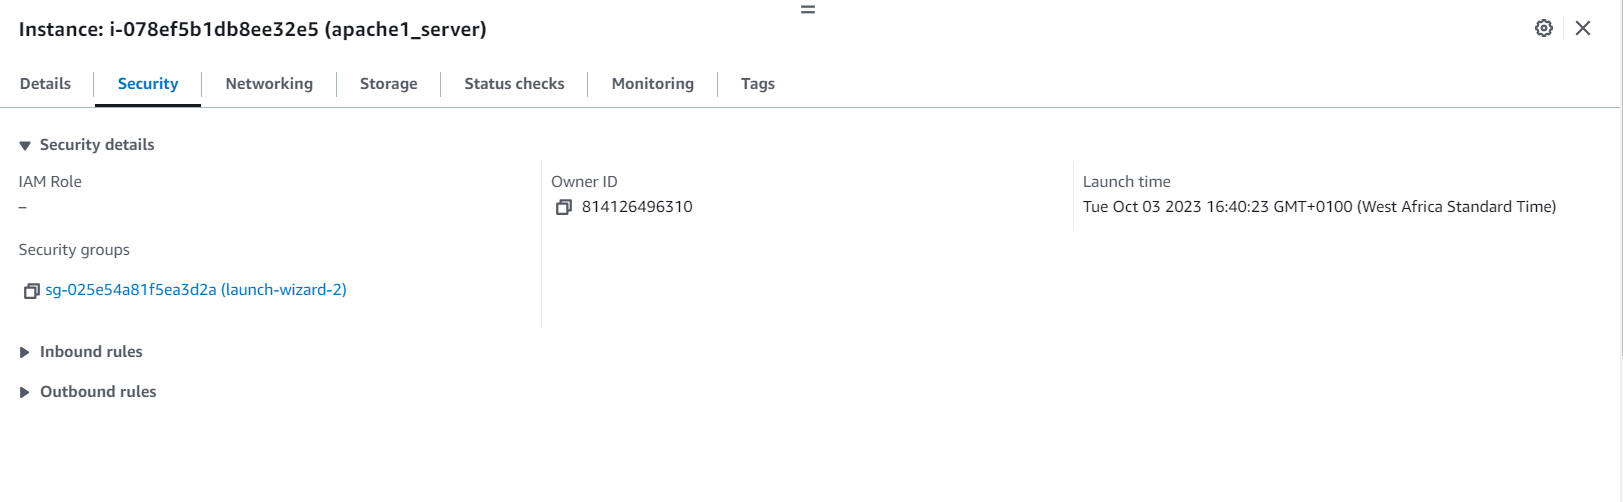 Instance: i-078ef5b1db8ee32e5 (apache1_server)
Details Security Networking Storage Status checks Monitoring Tags
Security details
IAM Role
–
Owner ID
814126496310
Launch time
Tue Oct 03 2023 16:40:23 GMT+0100 (West Africa Standard Time)
Security groups
sg-025e54a81f5ea3d2a (launch-wizard-2)
Inbound rules
Outbound rules